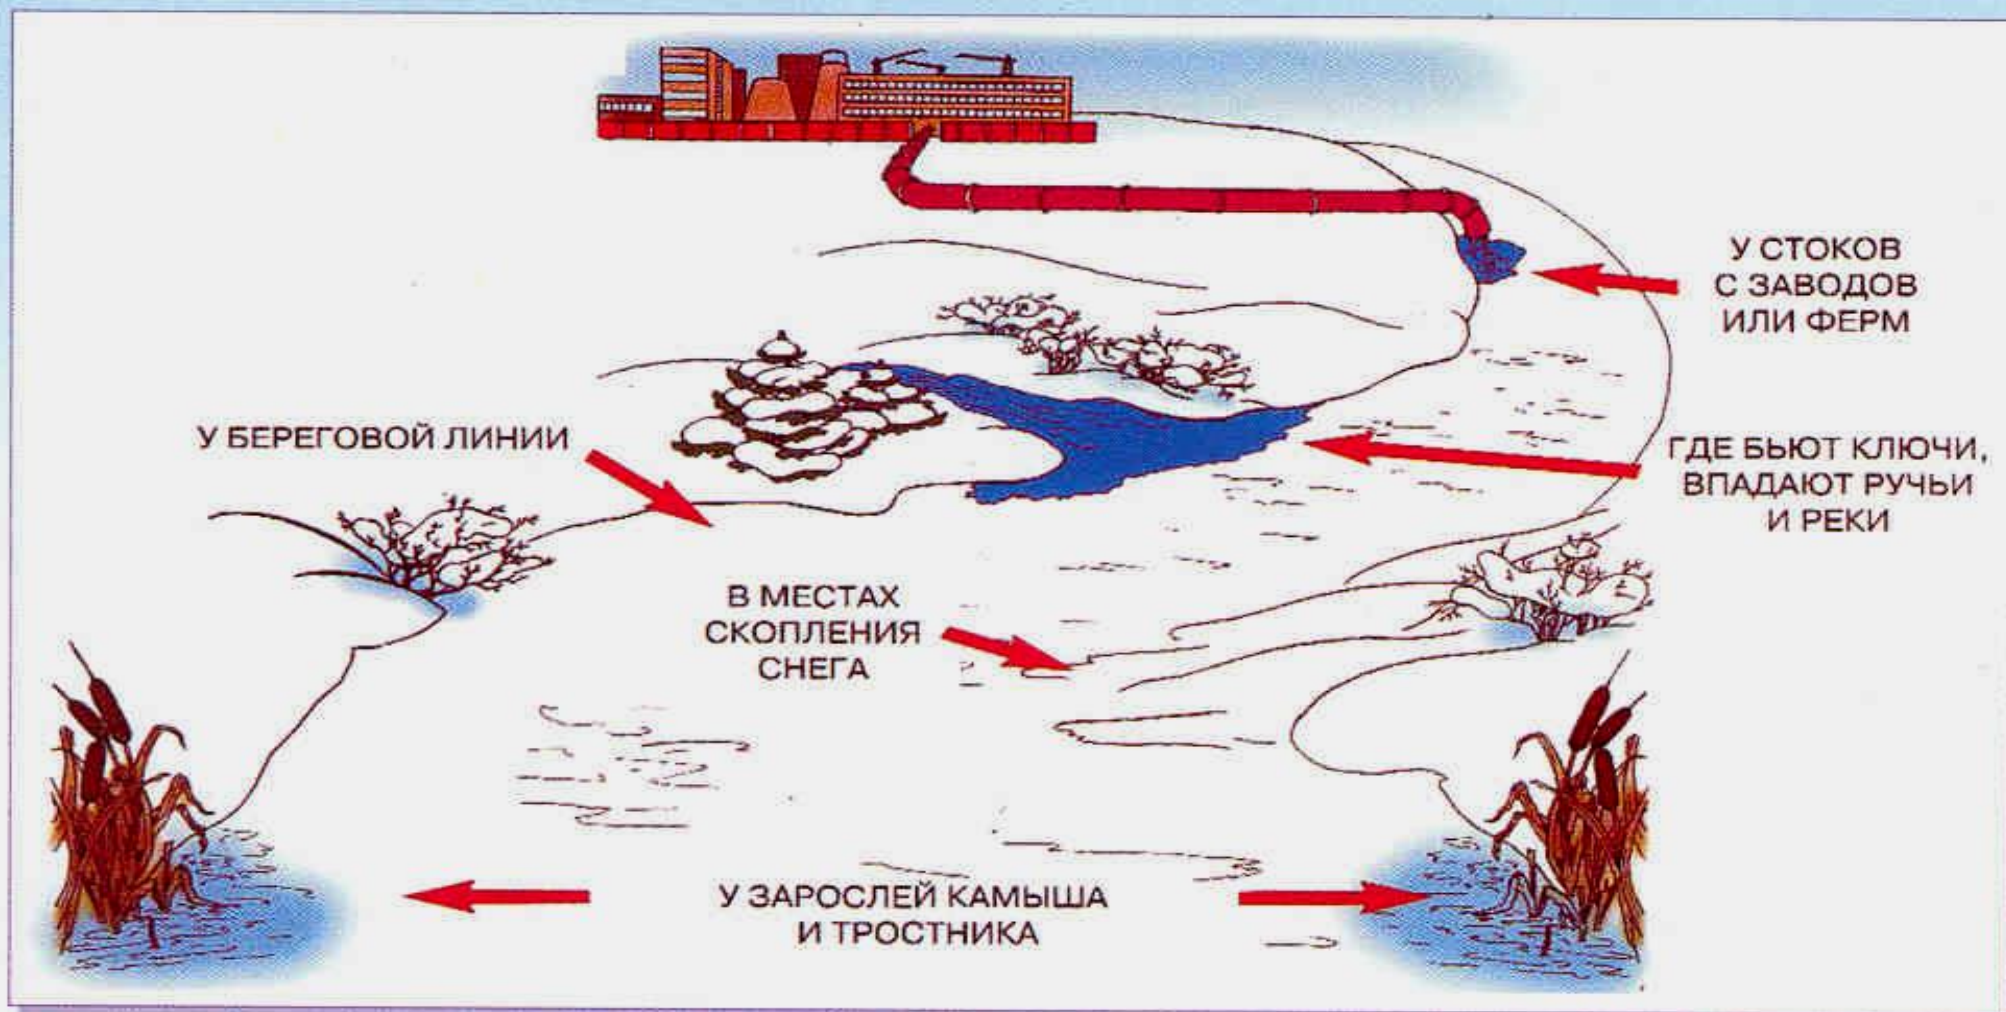 У СТОКОВ
С ЗАВОДОВ
ИЛИ ФЕРМ
У БЕРЕГОВОЙ ЛИНИИ
ГДЕ БЬЮТ КЛЮЧИ,
ВПАДАЮТ РУЧЬИ
И РЕКИ
В МЕСТАХ
СКОПЛЕНИЯ
СНЕГА
У ЗАРОСЛЕЙ КАМЫША
И ТРОСТНИКА